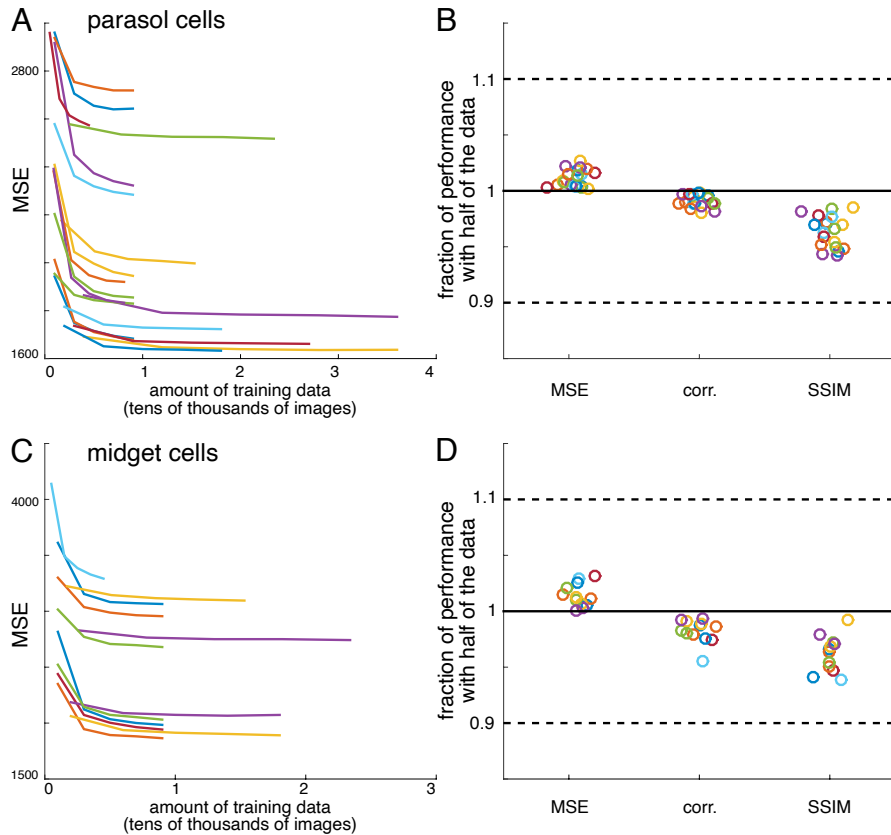 A parasol cells
MSE
2800
1600
0 1 2 3 4
amount of training data
(tens of thousands of images)
B
fraction of performance
with half of the data
1.1
1
0.9
MSE corr. SSIM
C midget cells
MSE
4000
1500
0 1 2 3
amount of training data
(tens of thousands of images)
D
fraction of performance
with half of the data
1.1
1
0.9
MSE corr. SSIM